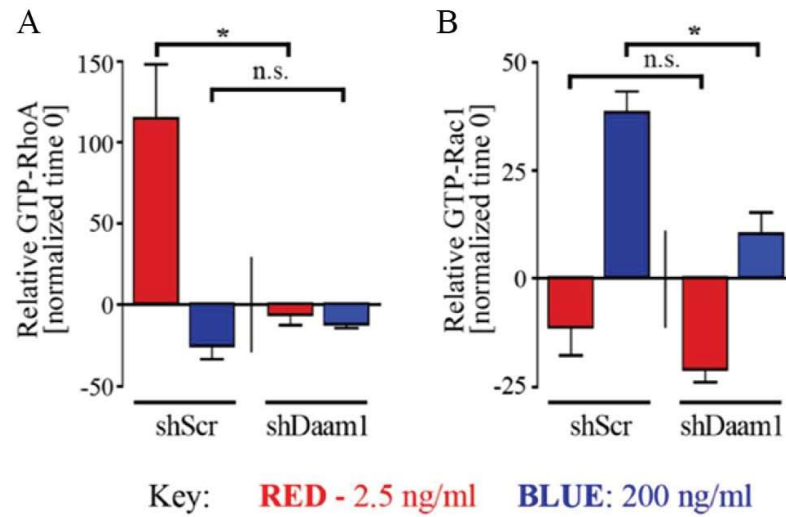 A
Relative GTP-RhoA
[normalized time 0]
150
100
50
0
-50
*
n.s.
shScr
shDaam1
B
Relative GTP-Rac1
[normalized time 0]
50
25
0
-25
*
n.s.
shScr
shDaam1
Key: RED - 2.5 ng/ml BLUE: 200 ng/ml